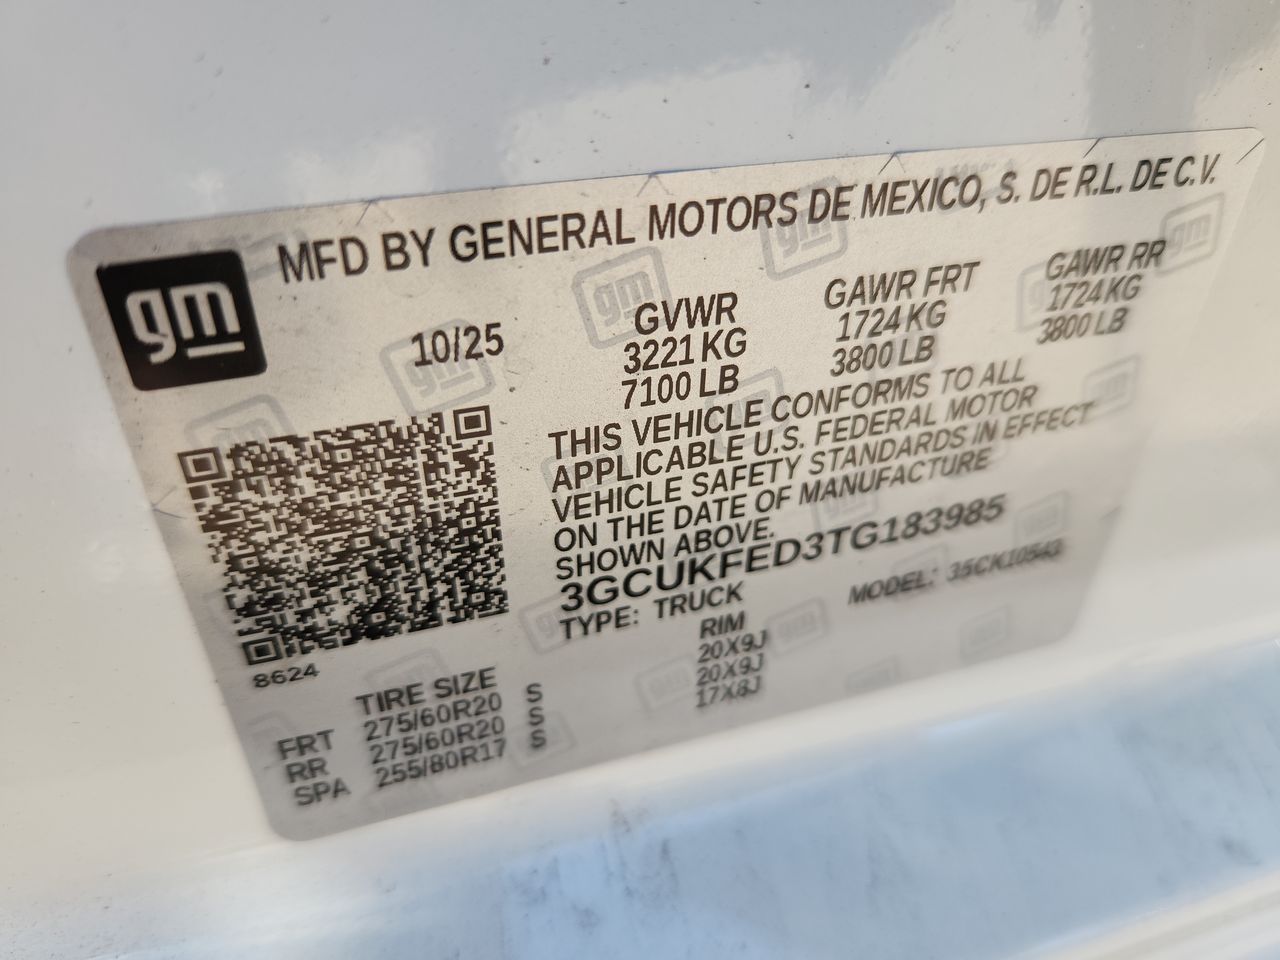 MFD BY GENERAL MOTORS DE MEXICO, S. DE R.L. DE C.V.
gm
10/25
GVWR GAWR FRT GAWR RR
3221 KG 1724 KG 1724 KG
7100 LB 3800 LB 3800 LB
THIS VEHICLE CONFORMS TO ALL
APPLICABLE U.S. FEDERAL MOTOR
VEHICLE SAFETY STANDARDS IN EFFECT
ON THE DATE OF MANUFACTURE
SHOWN ABOVE.
3GCUKFED3TG183985
TYPE: TRUCK MODEL: 35CK10543
8624
TIRE SIZE RIM
FRT 275/60R20 S 20X9J
RR 275/60R20 S 20X9J
SPA 255/80R17 S 17X8J